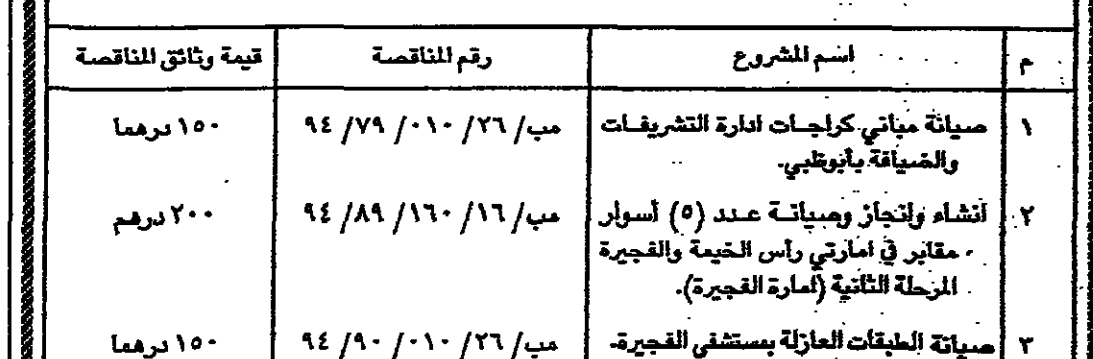 م اسم المشروع رقم المناقصة قيمة وثائق المناقصة
١ صيانة مباني كراجات ادارة التشريفات مب/ ٢٦/ ٠١٠/ ٧٩/ ٩٤ ١٥٠ درهما
والضيافة بأبوظبي.
٢ انشاء وانجاز وصيانة عدد (٥) أسوار مب/ ١٦/ ١٦٠/ ٨٩/ ٩٤ ٢٠٠ درهم
مقابر في امارتي رأس الخيمة والفجيرة
المرحلة الثانية (أمارة الفجيرة).
٣ صيانة الطبقات العازلة بمستشفى الفجيرة. مب/ ٢٦/ ٠١٠/ ٩٠/ ٩٤ ١٥٠ درهما